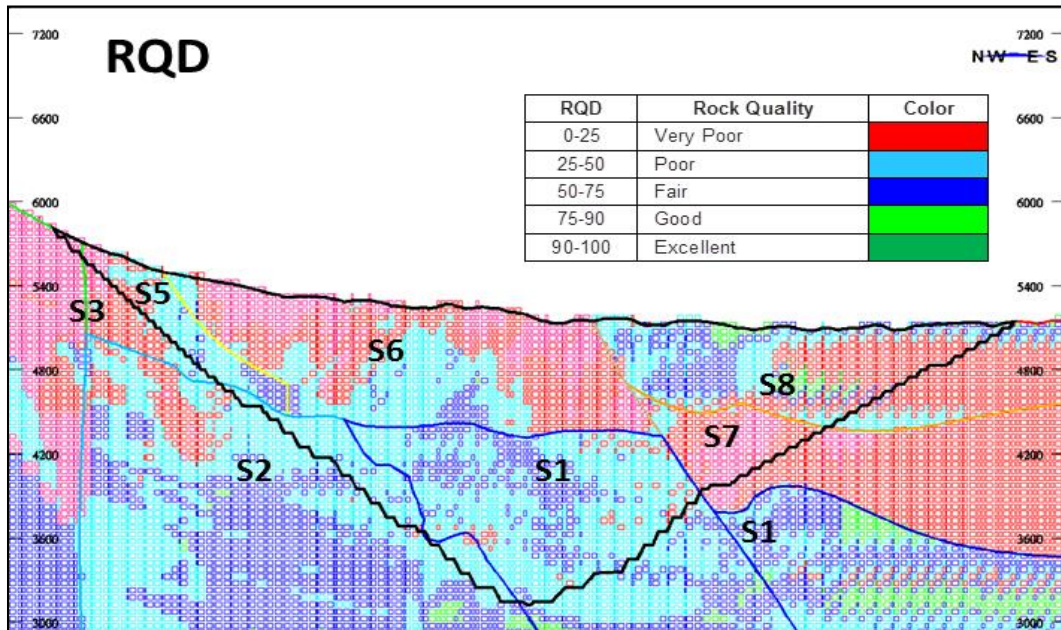 7200
7200
RQD
NW ES
RQD Rock Quality Color
0-25 Very Poor
25-50 Poor
50-75 Fair
75-90 Good
90-100 Excellent
6600
6600
6000
6000
5400
5400
S5
S3
S6
S8
4800
4800
S7
4200
4200
S2
S1
S1
3600
3600
3000
3000